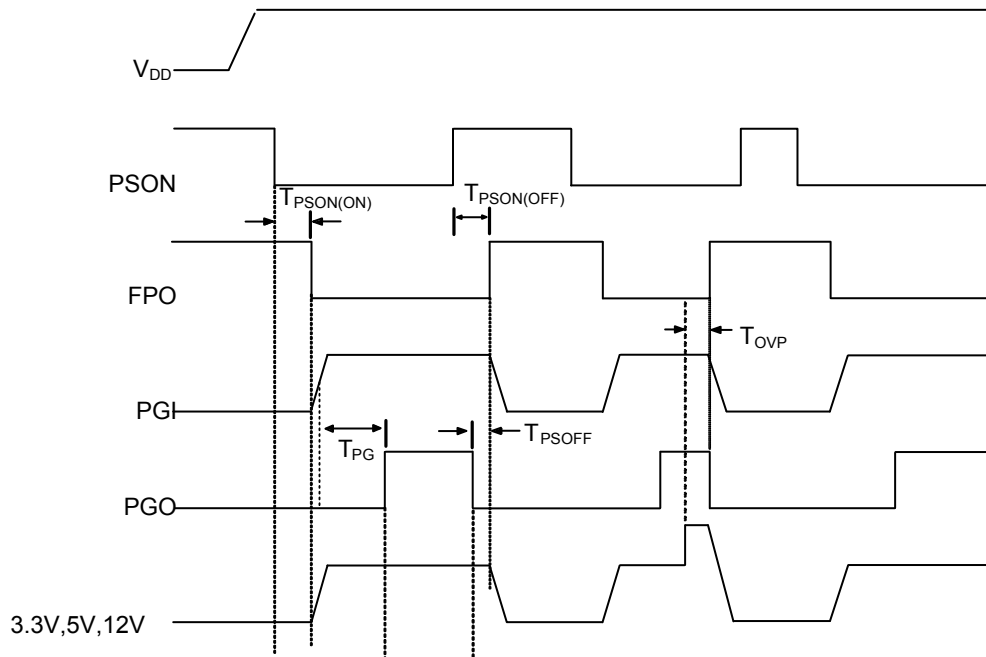 VDD
PSON
TPSON(ON)
TPSON(OFF)
FPO
TOVP
PGI
TPG
TPSOFF
PGO
3.3V,5V,12V